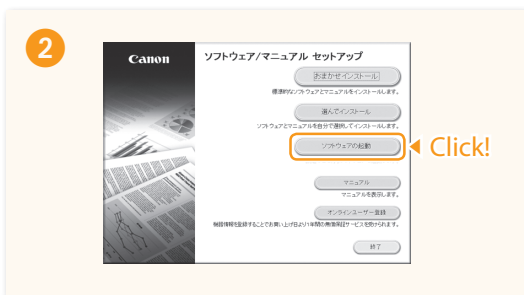 2
Canon
ソフトウェア/マニュアル セットアップ
おまかせインストール
標準的なソフトウェアとマニュアルをインストールします。
選んでインストール
ソフトウェアとマニュアルを自分で選択してインストールします。
ソフトウェアの起動
Click!
マニュアル
マニュアルを表示します。
オンラインユーザー登録
機器情報を登録することでお買い上げ日より1年間の無償保証サービスを受けられます。
終了